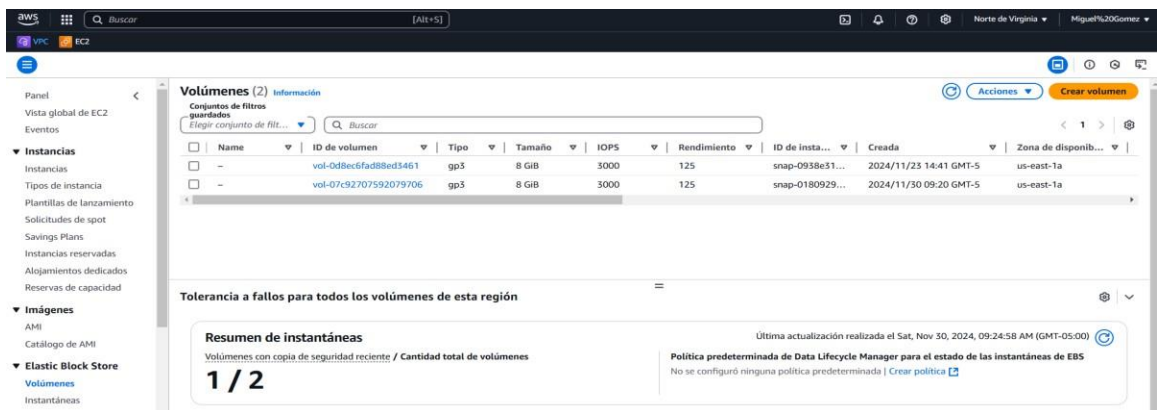 aws Buscar [Alt+S] Norte de Virginia Miguel%20Gomez
VPC EC2
Panel
Vista global de EC2
Eventos
Instancias
Instancias
Tipos de instancia
Plantillas de lanzamiento
Solicitudes de spot
Savings Plans
Instancias reservadas
Alojamientos dedicados
Reservas de capacidad
Imágenes
AMI
Catálogo de AMI
Elastic Block Store
Volúmenes
Instantáneas
Volúmenes (2) Información
Acciones Crear volumen
Conjuntos de filtros
guardados
Elegir conjunto de filt... Buscar
< 1 >
Name ID de volumen Tipo Tamaño IOPS Rendimiento ID de insta... Creada Zona de disponib...
– vol-0d8ec6fad88ed3461 gp3 8 GiB 3000 125 snap-0938e31... 2024/11/23 14:41 GMT-5 us-east-1a
– vol-07c92707592079706 gp3 8 GiB 3000 125 snap-0180929... 2024/11/30 09:20 GMT-5 us-east-1a
Tolerancia a fallos para todos los volúmenes de esta región
Resumen de instantáneas
Última actualización realizada el Sat, Nov 30, 2024, 09:24:58 AM (GMT-05:00)
Volúmenes con copia de seguridad reciente / Cantidad total de volúmenes
1 / 2
Política predeterminada de Data Lifecycle Manager para el estado de las instantáneas de EBS
No se configuró ninguna política predeterminada | Crear política